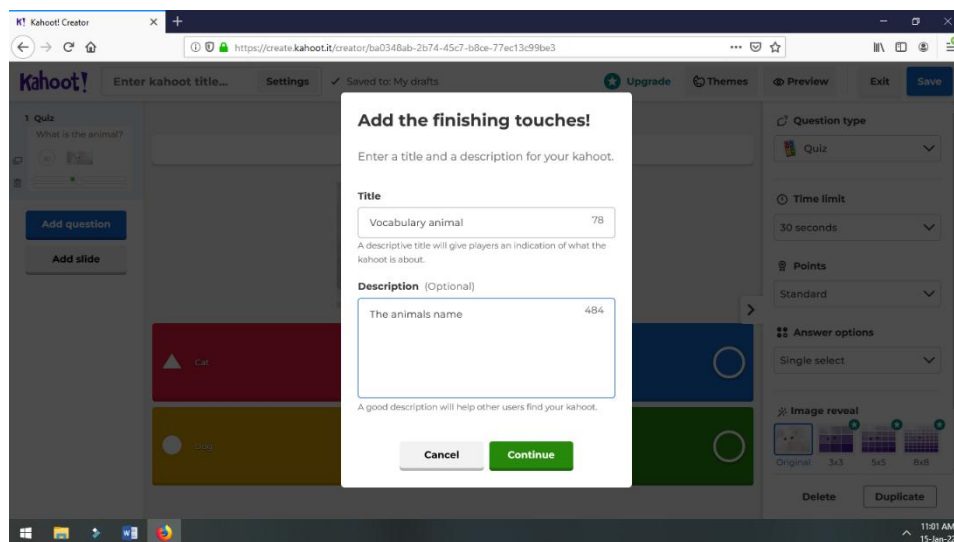 K! Kahoot! Creator
https://create.kahoot.it/creator/ba0348ab-2b74-45c7-b8ce-77ec13c99be3
Kahoot!
Enter kahoot title...
Settings
Saved to: My drafts
Upgrade
Themes
Preview
Exit
Save
1 Quiz
What is the animal?
Add question
Add slide
Cat
Dog
Add the finishing touches!
Enter a title and a description for your kahoot.
Title
Vocabulary animal
78
A descriptive title will give players an indication of what the
kahoot is about.
Description (Optional)
The animals name
484
A good description will help other users find your kahoot.
Cancel
Continue
Question type
Quiz
Time limit
30 seconds
Points
Standard
Answer options
Single select
Image reveal
Original 3x3 5x5 8x8
Delete
Duplicate
11:01 AM
15-Jan-22